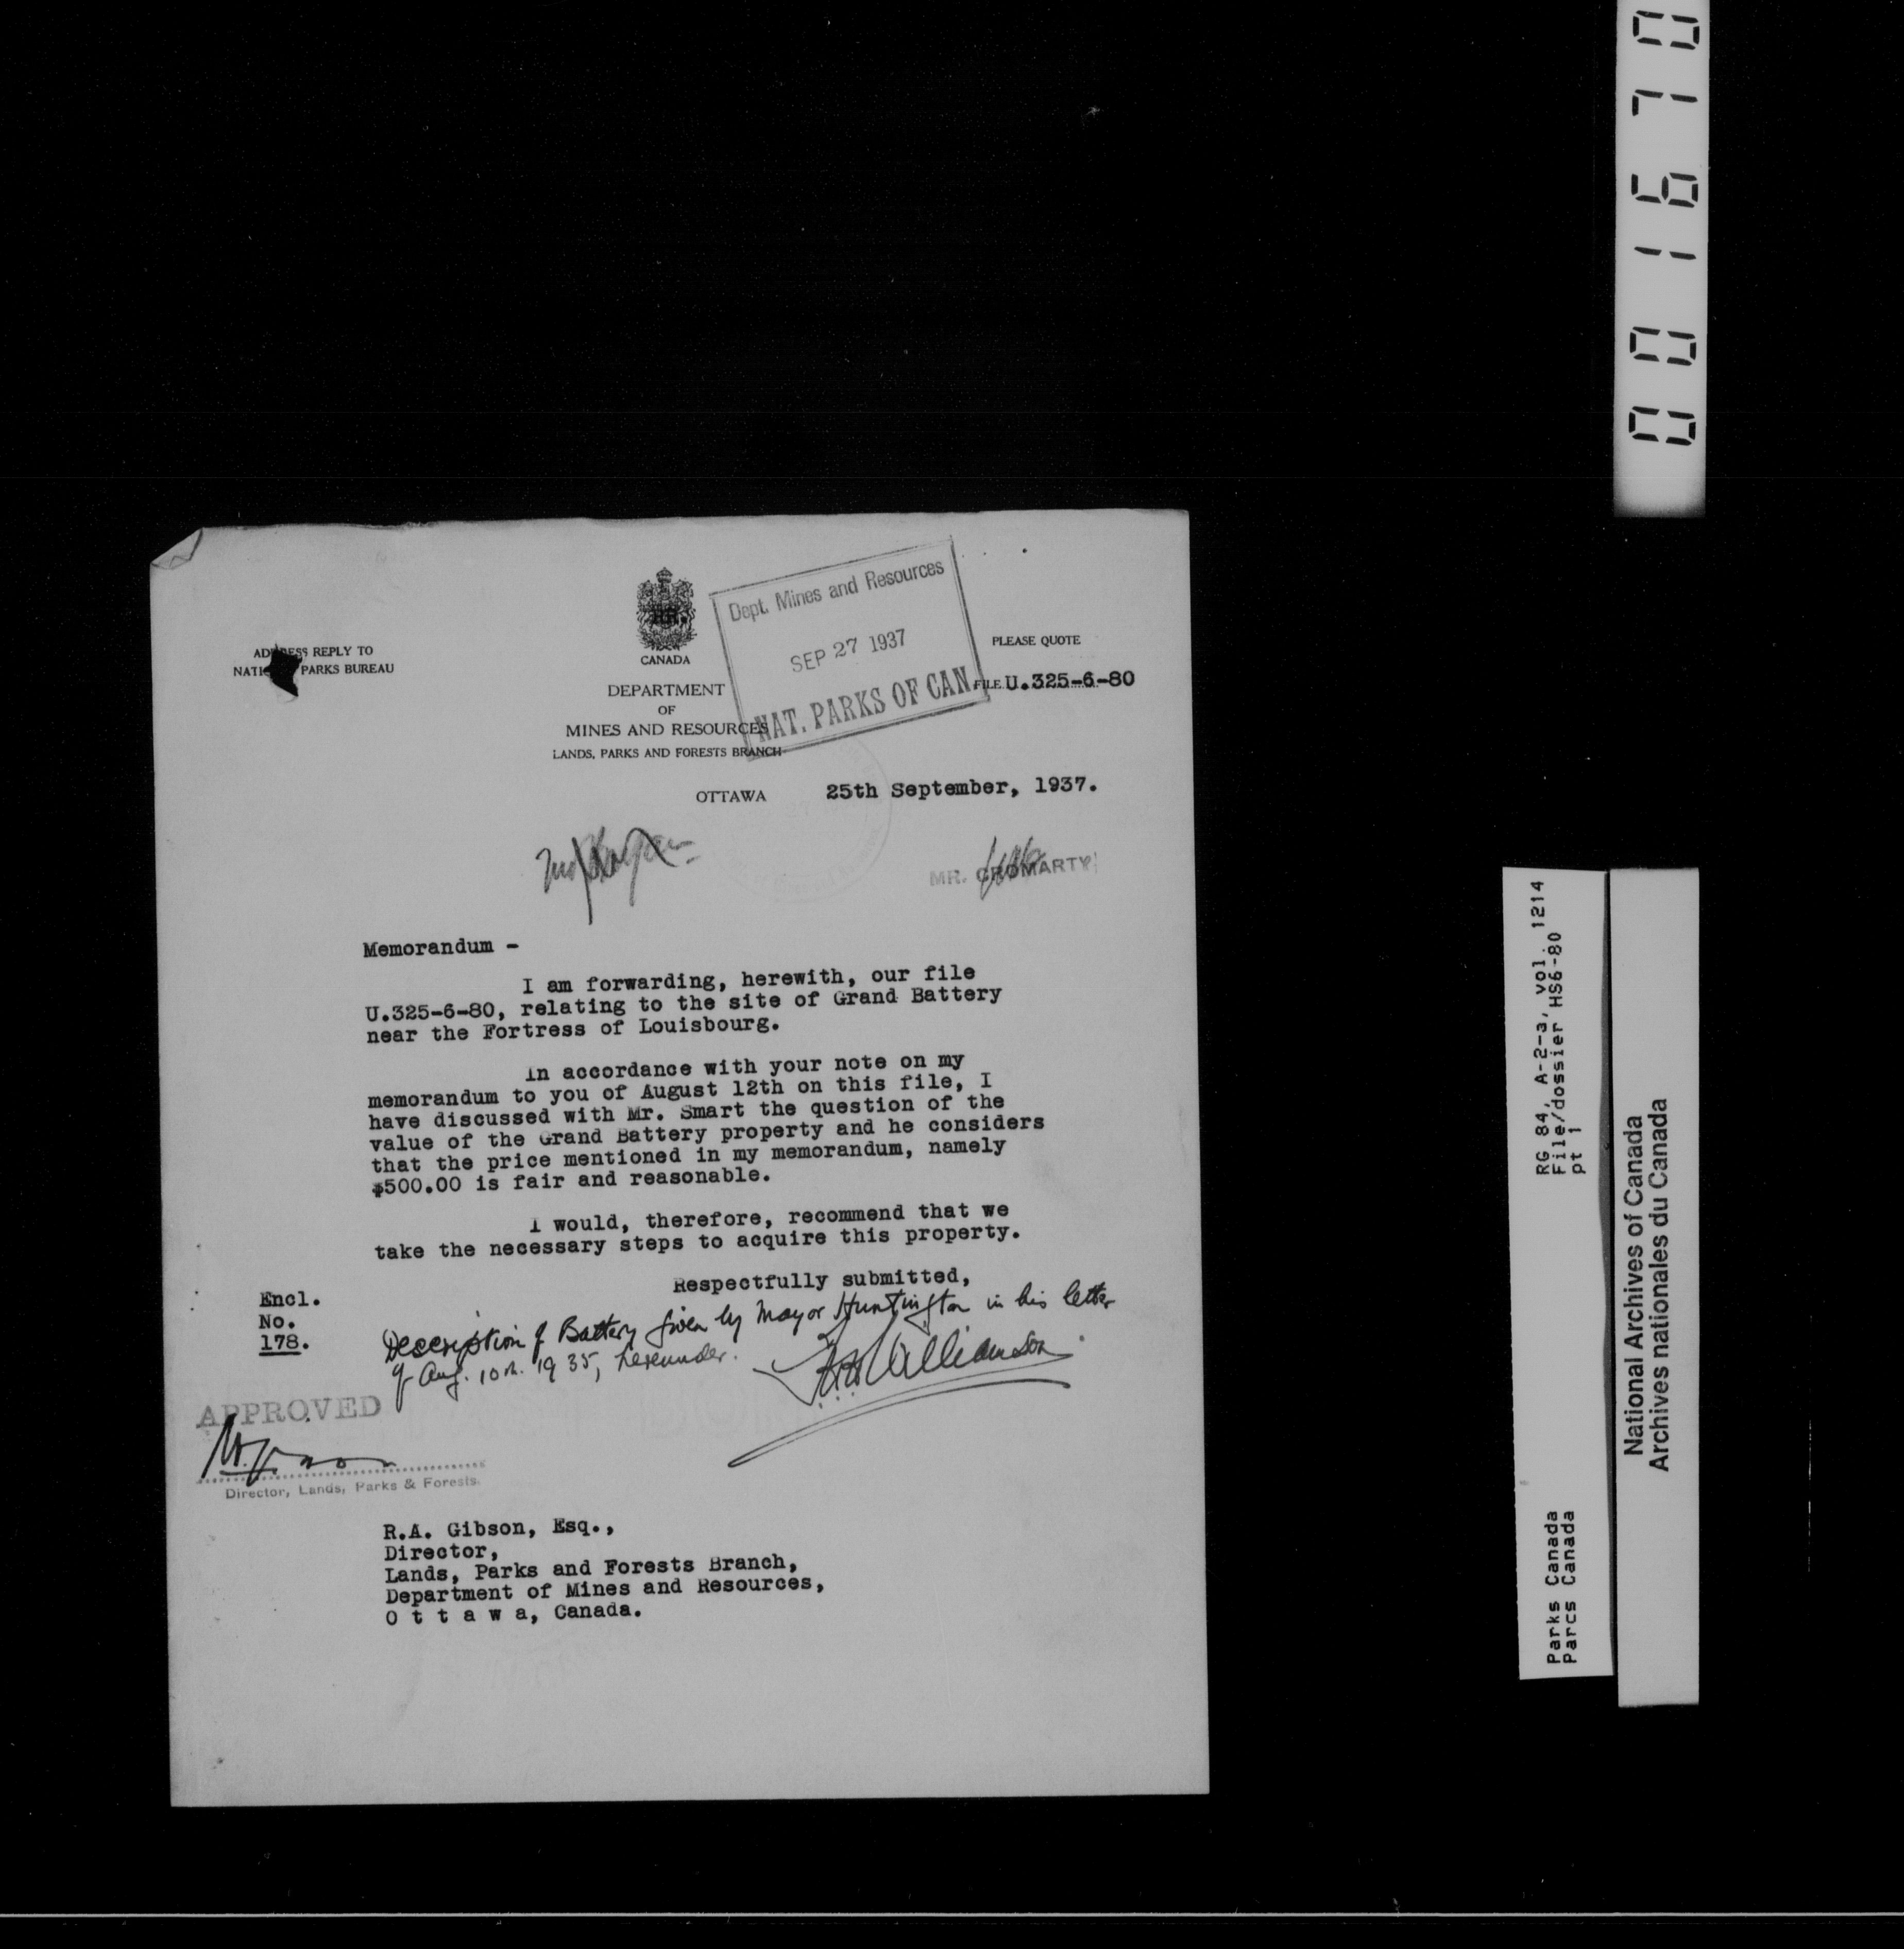 001670
Dept. Mines and Resources
SEP 27 1937
NAT. PARKS OF CAN.
ADDRESS REPLY TO
NATIONAL PARKS BUREAU
CANADA
DEPARTMENT
OF
MINES AND RESOURCES
LANDS, PARKS AND FORESTS BRANCH
PLEASE QUOTE
FILE U.325-6-80
OTTAWA 25th September, 1937.
MR. CROMARTY
Memorandum -
I am forwarding, herewith, our file
U.325-6-80, relating to the site of Grand Battery
near the Fortress of Louisbourg.
In accordance with your note on my
memorandum to you of August 12th on this file, I
have discussed with Mr. Smart the question of the
value of the Grand Battery property and he considers
that the price mentioned in my memorandum, namely
$500.00 is fair and reasonable.
I would, therefore, recommend that we
take the necessary steps to acquire this property.
Respectfully submitted,
Encl.
No.
178.
Description of Battery given by Mayor Huntington in his letter
of Aug. 10th. 1935, hereunder.
Williamson
APPROVED
Director, Lands, Parks & Forests.
R.A. Gibson, Esq.,
Director,
Lands, Parks and Forests Branch,
Department of Mines and Resources,
O t t a w a, Canada.
RG 84, A-2-a, vol. 1214
File/dossier HS6-80
pt 1
Parks Canada
Parcs Canada
National Archives of Canada
Archives nationales du Canada